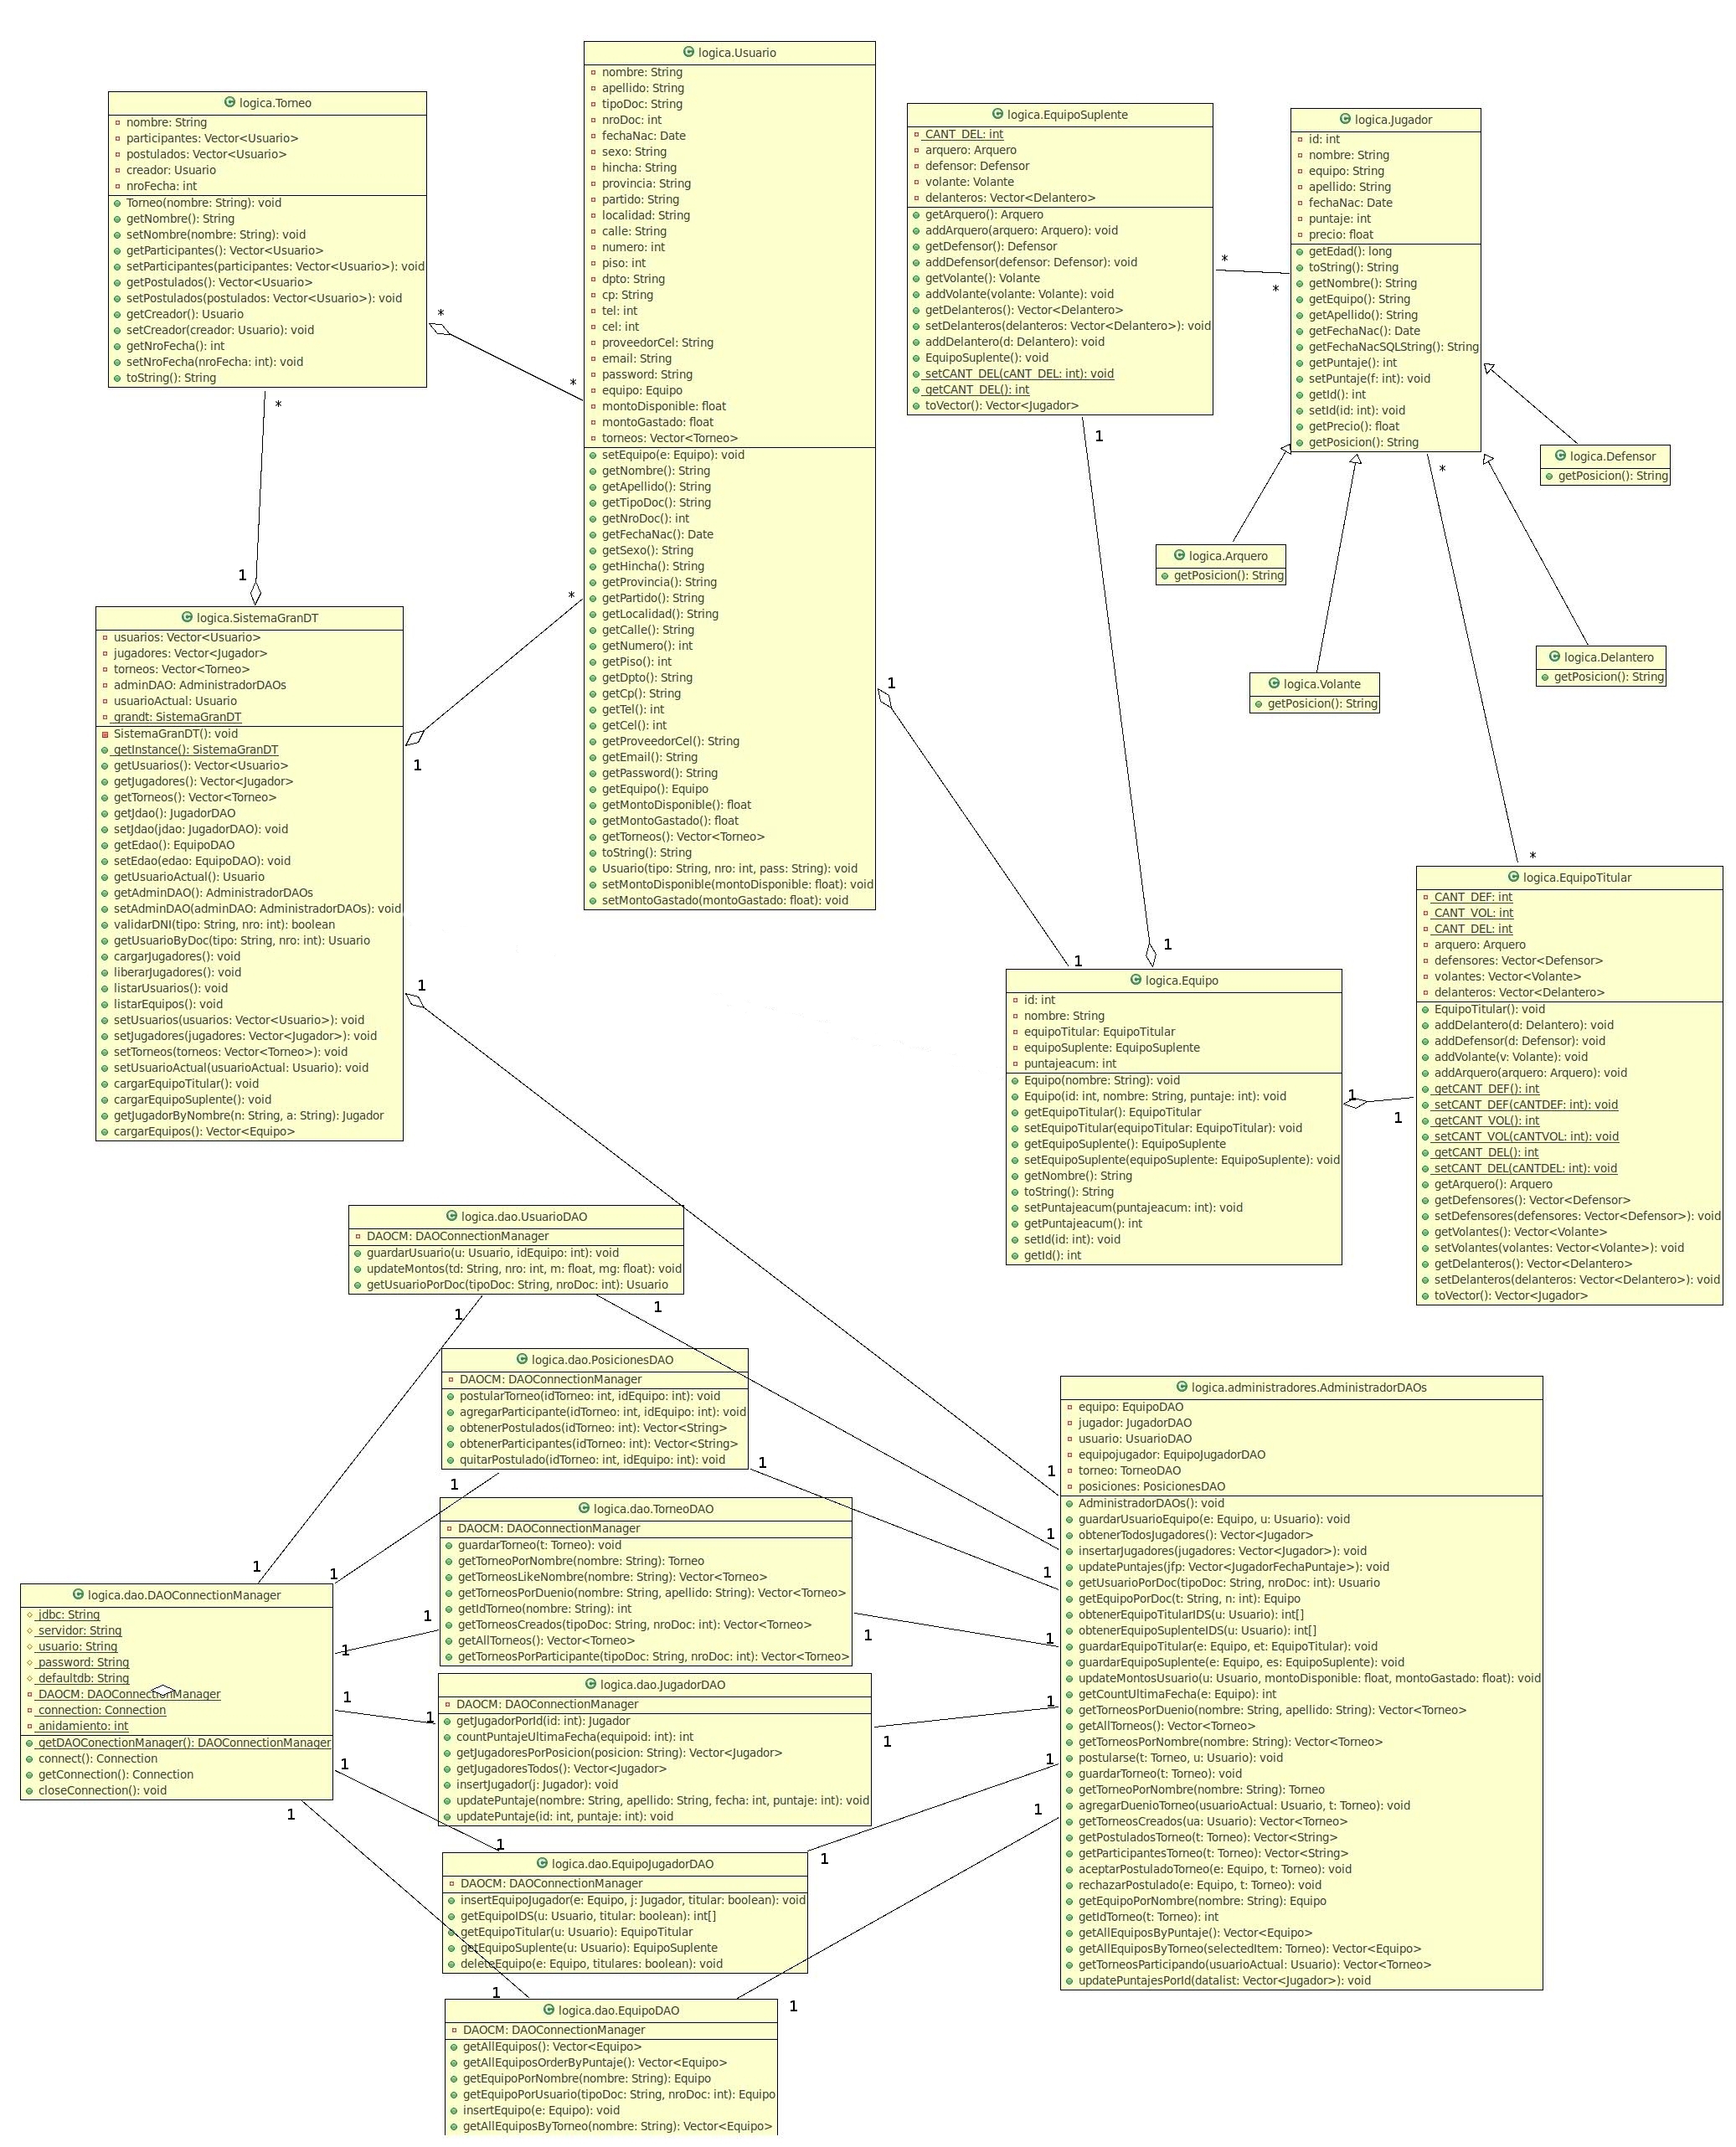 logica.Torneo
nombre: String
participantes: Vector<Usuario>
postulados: Vector<Usuario>
creador: Usuario
nroFecha: int
Torneo(nombre: String): void
getNombre(): String
setNombre(nombre: String): void
getParticipantes(): Vector<Usuario>
setParticipantes(participantes: Vector<Usuario>): void
getPostulados(): Vector<Usuario>
setPostulados(postulados: Vector<Usuario>): void
getCreador(): Usuario
setCreador(creador: Usuario): void
getNroFecha(): int
setNroFecha(nroFecha: int): void
toString(): String
*
*
*
1
logica.Usuario
nombre: String
apellido: String
tipoDoc: String
nroDoc: int
fechaNac: Date
sexo: String
hincha: String
provincia: String
partido: String
localidad: String
calle: String
numero: int
piso: int
dpto: String
cp: String
tel: int
cel: int
proveedorCel: String
email: String
password: String
equipo: Equipo
montoDisponible: float
montoGastado: float
torneos: Vector<Torneo>
setEquipo(e: Equipo): void
getNombre(): String
getApellido(): String
getTipoDoc(): String
getNroDoc(): int
getFechaNac(): Date
getSexo(): String
getHincha(): String
getProvincia(): String
getPartido(): String
getLocalidad(): String
getCalle(): String
getNumero(): int
getPiso(): int
getDpto(): String
getCp(): String
getTel(): int
getCel(): int
getProveedorCel(): String
getEmail(): String
getPassword(): String
getEquipo(): Equipo
getMontoDisponible(): float
getMontoGastado(): float
getTorneos(): Vector<Torneo>
toString(): String
Usuario(tipo: String, nro: int, pass: String): void
setMontoDisponible(montoDisponible: float): void
setMontoGastado(montoGastado: float): void
*
1
1
1
logica.EquipoSuplente
CANT_DEL: int
arquero: Arquero
defensor: Defensor
volante: Volante
delanteros: Vector<Delantero>
getArquero(): Arquero
addArquero(arquero: Arquero): void
getDefensor(): Defensor
addDefensor(defensor: Defensor): void
getVolante(): Volante
addVolante(volante: Volante): void
getDelanteros(): Vector<Delantero>
setDelanteros(delanteros: Vector<Delantero>): void
addDelantero(d: Delantero): void
EquipoSuplente(): void
setCANT_DEL(cANT_DEL: int): void
getCANT_DEL(): int
toVector(): Vector<Jugador>
*
*
1
1
logica.Jugador
id: int
nombre: String
equipo: String
apellido: String
fechaNac: Date
puntaje: int
precio: float
getEdad(): long
toString(): String
getNombre(): String
getEquipo(): String
getApellido(): String
getFechaNac(): Date
getFechaNacSQLString(): String
getPuntaje(): int
setPuntaje(f: int): void
getId(): int
setId(id: int): void
getPrecio(): float
getPosicion(): String
*
*
logica.Defensor
getPosicion(): String
logica.Arquero
getPosicion(): String
logica.Delantero
getPosicion(): String
logica.Volante
getPosicion(): String
logica.SistemaGranDT
usuarios: Vector<Usuario>
jugadores: Vector<Jugador>
torneos: Vector<Torneo>
adminDAO: AdministradorDAOs
usuarioActual: Usuario
grandt: SistemaGranDT
SistemaGranDT(): void
getInstance(): SistemaGranDT
getUsuarios(): Vector<Usuario>
getJugadores(): Vector<Jugador>
getTorneos(): Vector<Torneo>
getJdao(): JugadorDAO
setJdao(jdao: JugadorDAO): void
getEdao(): EquipoDAO
setEdao(edao: EquipoDAO): void
getUsuarioActual(): Usuario
getAdminDAO(): AdministradorDAOs
setAdminDAO(adminDAO: AdministradorDAOs): void
validarDNI(tipo: String, nro: int): boolean
getUsuarioByDoc(tipo: String, nro: int): Usuario
cargarJugadores(): void
liberarJugadores(): void
listarUsuarios(): void
listarEquipos(): void
setUsuarios(usuarios: Vector<Usuario>): void
setJugadores(jugadores: Vector<Jugador>): void
setTorneos(torneos: Vector<Torneo>): void
setUsuarioActual(usuarioActual: Usuario): void
cargarEquipoTitular(): void
cargarEquipoSuplente(): void
getJugadorByNombre(n: String, a: String): Jugador
cargarEquipos(): Vector<Equipo>
1
1
logica.Equipo
id: int
nombre: String
equipoTitular: EquipoTitular
equipoSuplente: EquipoSuplente
puntajeacum: int
Equipo(nombre: String): void
Equipo(id: int, nombre: String, puntaje: int): void
getEquipoTitular(): EquipoTitular
setEquipoTitular(equipoTitular: EquipoTitular): void
getEquipoSuplente(): EquipoSuplente
setEquipoSuplente(equipoSuplente: EquipoSuplente): void
getNombre(): String
toString(): String
setPuntajeacum(puntajeacum: int): void
getPuntajeacum(): int
setId(id: int): void
getId(): int
1
1
logica.EquipoTitular
CANT_DEF: int
CANT_VOL: int
CANT_DEL: int
arquero: Arquero
defensores: Vector<Defensor>
volantes: Vector<Volante>
delanteros: Vector<Delantero>
EquipoTitular(): void
addDelantero(d: Delantero): void
addDefensor(d: Defensor): void
addVolante(v: Volante): void
addArquero(arquero: Arquero): void
getCANT_DEF(): int
setCANT_DEF(cANTDEF: int): void
getCANT_VOL(): int
setCANT_VOL(cANTVOL: int): void
getCANT_DEL(): int
setCANT_DEL(cANTDEL: int): void
getArquero(): Arquero
getDefensores(): Vector<Defensor>
setDefensores(defensores: Vector<Defensor>): void
getVolantes(): Vector<Volante>
setVolantes(volantes: Vector<Volante>): void
getDelanteros(): Vector<Delantero>
setDelanteros(delanteros: Vector<Delantero>): void
toVector(): Vector<Jugador>
logica.dao.UsuarioDAO
DAOCM: DAOConnectionManager
guardarUsuario(u: Usuario, idEquipo: int): void
updateMontos(td: String, nro: int, m: float, mg: float): void
getUsuarioPorDoc(tipoDoc: String, nroDoc: int): Usuario
1
1
logica.dao.PosicionesDAO
DAOCM: DAOConnectionManager
postularTorneo(idTorneo: int, idEquipo: int): void
agregarParticipante(idTorneo: int, idEquipo: int): void
obtenerPostulados(idTorneo: int): Vector<String>
obtenerParticipantes(idTorneo: int): Vector<String>
quitarPostulado(idTorneo: int, idEquipo: int): void
1
1
logica.dao.TorneoDAO
DAOCM: DAOConnectionManager
guardarTorneo(t: Torneo): void
getTorneoPorNombre(nombre: String): Torneo
getTorneosLikeNombre(nombre: String): Vector<Torneo>
getTorneosPorDuenio(nombre: String, apellido: String): Vector<Torneo>
getIdTorneo(nombre: String): int
getTorneosCreados(tipoDoc: String, nroDoc: int): Vector<Torneo>
getAllTorneos(): Vector<Torneo>
getTorneosPorParticipante(tipoDoc: String, nroDoc: int): Vector<Torneo>
1
1
logica.dao.DAOConnectionManager
jdbc: String
servidor: String
usuario: String
password: String
defaultdb: String
DAOCM: DAOConnectionManager
connection: Connection
anidamiento: int
getDAOConectionManager(): DAOConnectionManager
connect(): Connection
getConnection(): Connection
closeConnection(): void
1
1
1
1
1
1
logica.dao.JugadorDAO
DAOCM: DAOConnectionManager
getJugadorPorId(id: int): Jugador
countPuntajeUltimaFecha(equipoid: int): int
getJugadoresPorPosicion(posicion: String): Vector<Jugador>
getJugadoresTodos(): Vector<Jugador>
insertJugador(j: Jugador): void
updatePuntaje(nombre: String, apellido: String, fecha: int, puntaje: int): void
updatePuntaje(id: int, puntaje: int): void
1
1
logica.dao.EquipoJugadorDAO
DAOCM: DAOConnectionManager
insertEquipoJugador(e: Equipo, j: Jugador, titular: boolean): void
getEquipoIDS(u: Usuario, titular: boolean): int[]
getEquipoTitular(u: Usuario): EquipoTitular
getEquipoSuplente(u: Usuario): EquipoSuplente
deleteEquipo(e: Equipo, titulares: boolean): void
1
1
logica.dao.EquipoDAO
DAOCM: DAOConnectionManager
getAllEquipos(): Vector<Equipo>
getAllEquiposOrderByPuntaje(): Vector<Equipo>
getEquipoPorNombre(nombre: String): Equipo
getEquipoPorUsuario(tipoDoc: String, nroDoc: int): Equipo
insertEquipo(e: Equipo): void
getAllEquiposByTorneo(nombre: String): Vector<Equipo>
1
1
logica.administradores.AdministradorDAOs
equipo: EquipoDAO
jugador: JugadorDAO
usuario: UsuarioDAO
equipojugador: EquipoJugadorDAO
torneo: TorneoDAO
posiciones: PosicionesDAO
AdministradorDAOs(): void
guardarUsuarioEquipo(e: Equipo, u: Usuario): void
obtenerTodosJugadores(): Vector<Jugador>
insertarJugadores(jugadores: Vector<Jugador>): void
updatePuntajes(jfp: Vector<JugadorFechaPuntaje>): void
getUsuarioPorDoc(tipoDoc: String, nroDoc: int): Usuario
getEquipoPorDoc(t: String, n: int): Equipo
obtenerEquipoTitularIDS(u: Usuario): int[]
obtenerEquipoSuplenteIDS(u: Usuario): int[]
guardarEquipoTitular(e: Equipo, et: EquipoTitular): void
guardarEquipoSuplente(e: Equipo, es: EquipoSuplente): void
updateMontosUsuario(u: Usuario, montoDisponible: float, montoGastado: float): void
getCountUltimaFecha(e: Equipo): int
getTorneosPorDuenio(nombre: String, apellido: String): Vector<Torneo>
getAllTorneos(): Vector<Torneo>
getTorneosPorNombre(nombre: String): Vector<Torneo>
postularse(t: Torneo, u: Usuario): void
guardarTorneo(t: Torneo): void
getTorneoPorNombre(nombre: String): Torneo
agregarDuenioTorneo(usuarioActual: Usuario, t: Torneo): void
getTorneosCreados(ua: Usuario): Vector<Torneo>
getPostuladosTorneo(t: Torneo): Vector<String>
getParticipantesTorneo(t: Torneo): Vector<String>
aceptarPostuladoTorneo(e: Equipo, t: Torneo): void
rechazarPostulado(e: Equipo, t: Torneo): void
getEquipoPorNombre(nombre: String): Equipo
getIdTorneo(t: Torneo): int
getAllEquiposByPuntaje(): Vector<Equipo>
getAllEquiposByTorneo(selectedItem: Torneo): Vector<Equipo>
getTorneosParticipando(usuarioActual: Usuario): Vector<Torneo>
updatePuntajesPorId(datalist: Vector<Jugador>): void
1
1
1
1
1
1
1